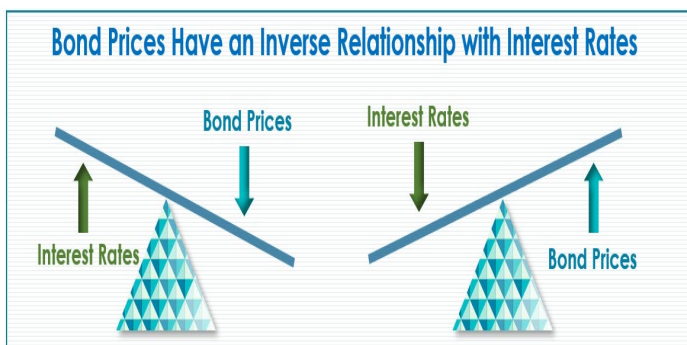 Bond Prices Have an Inverse Relationship with Interest Rates
Bond Prices
Interest Rates
Interest Rates
Bond Prices